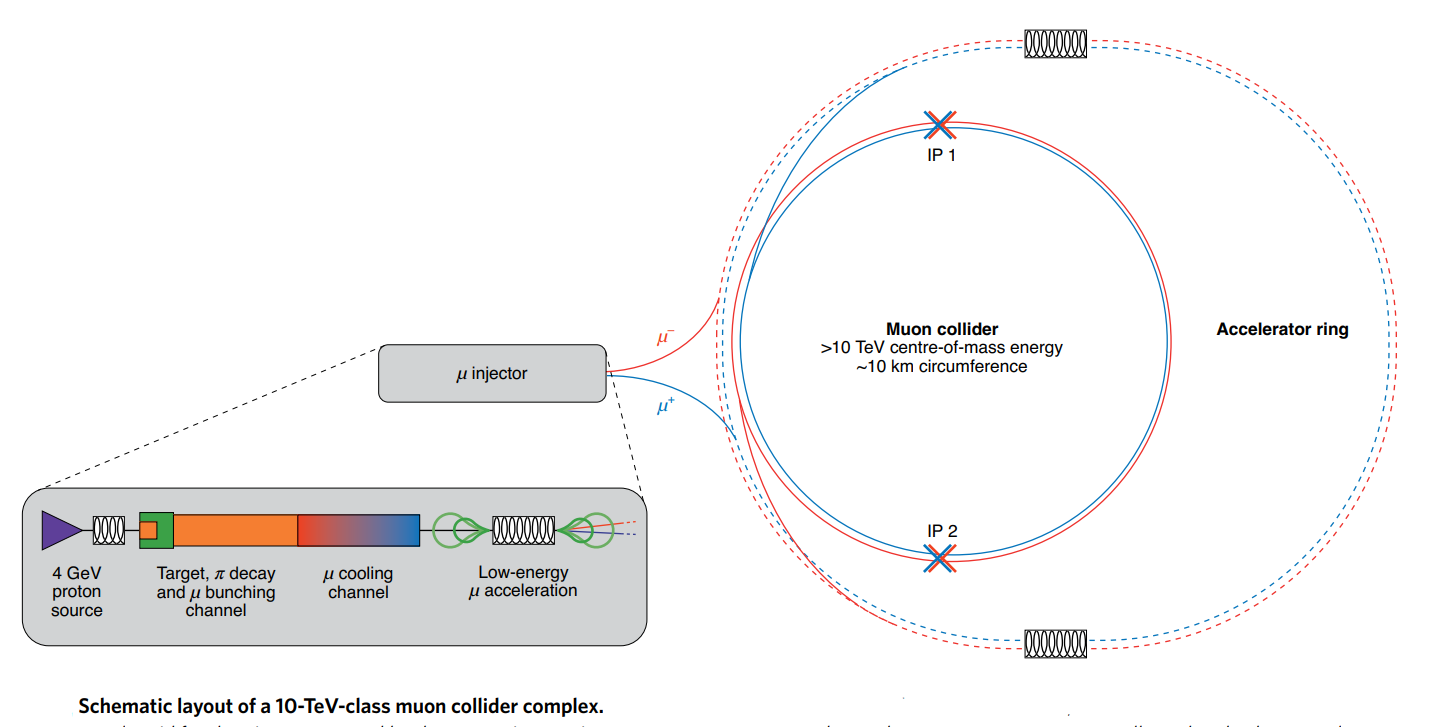 IP 1
Muon collider
>10 TeV centre-of-mass energy
~10 km circumference
Accelerator ring
μ⁻
μ injector
μ⁺
IP 2
4 GeV
proton
source
Target, π decay
and μ bunching
channel
μ cooling
channel
Low-energy
μ acceleration
Schematic layout of a 10-TeV-class muon collider complex.